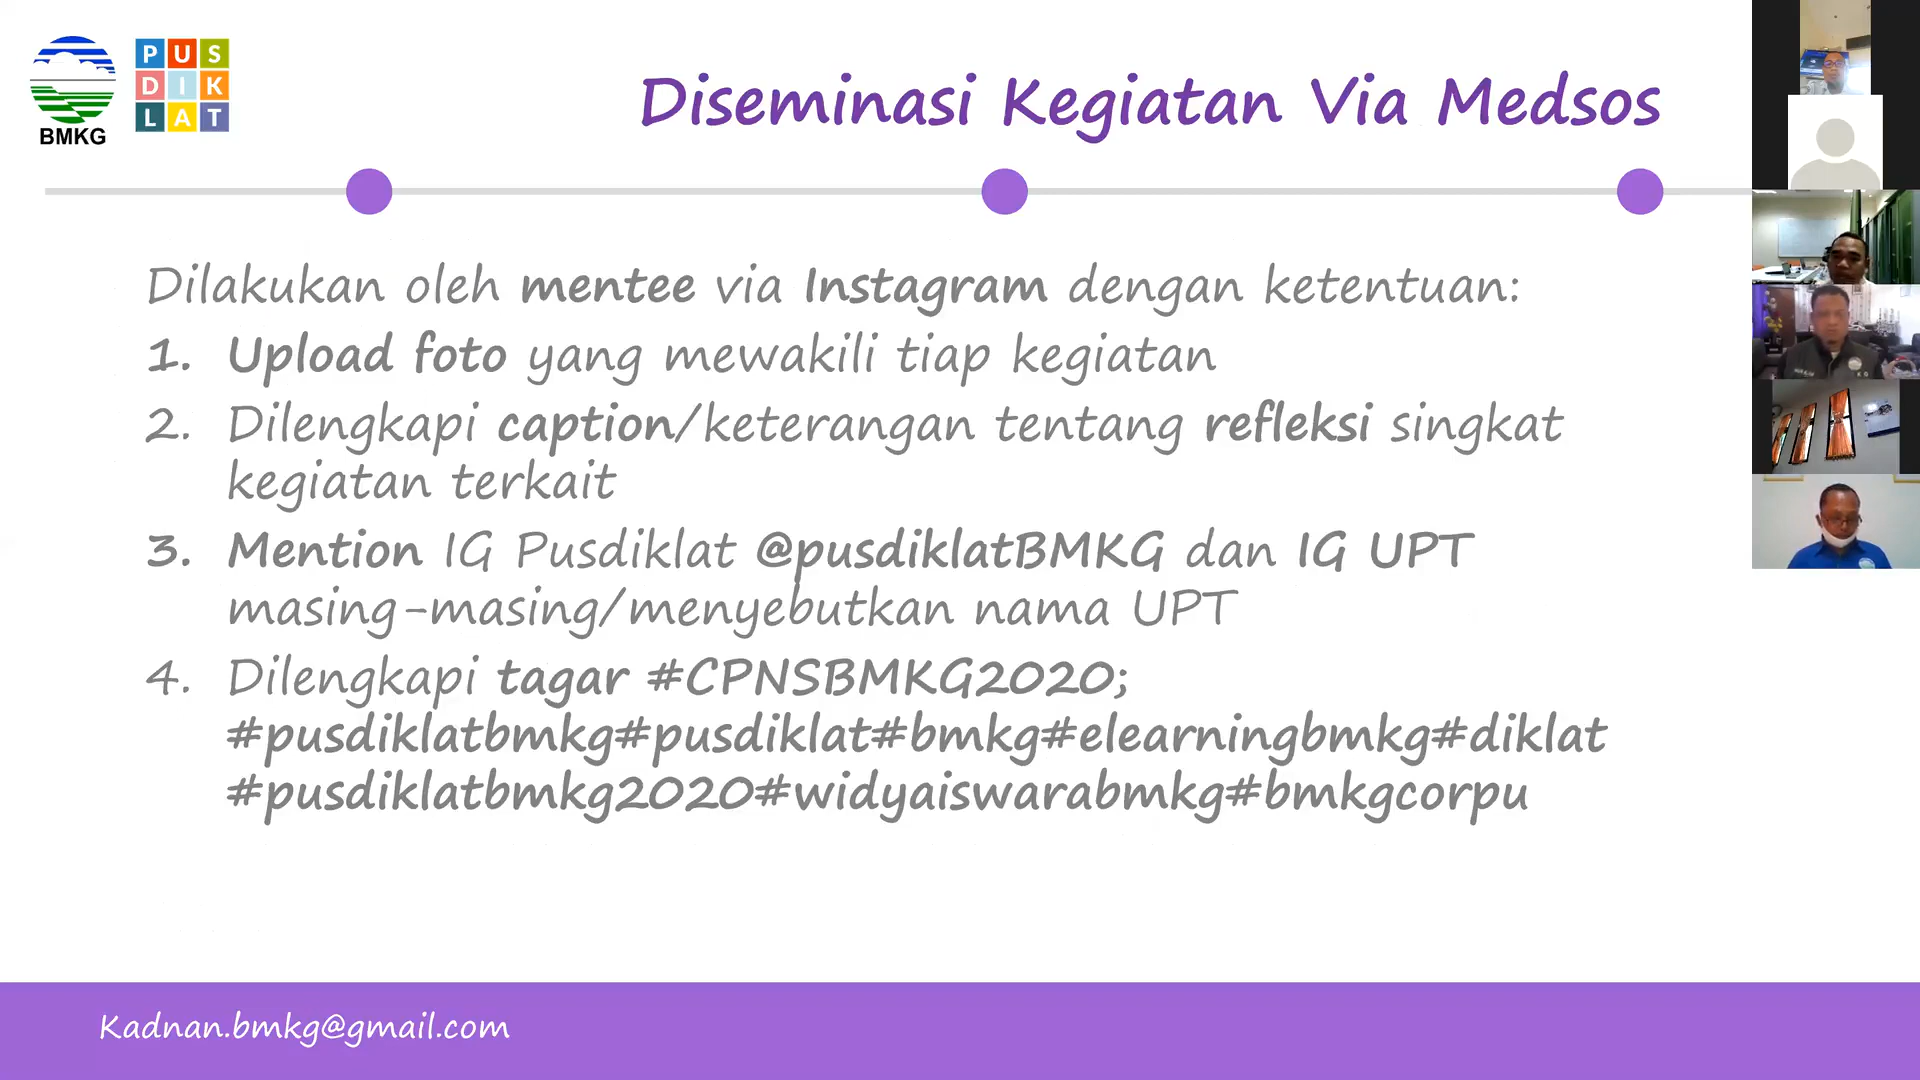 BMKG
PUS
DIK
LAT
Diseminasi Kegiatan Via Medsos
Dilakukan oleh mentee via Instagram dengan ketentuan:
1. Upload foto yang mewakili tiap kegiatan
2. Dilengkapi caption/keterangan tentang refleksi singkat
kegiatan terkait
3. Mention IG Pusdiklat @pusdiklatBMKG dan IG UPT
masing-masing/menyebutkan nama UPT
4. Dilengkapi tagar #CPNSBMKG2020;
#pusdiklatbmkg#pusdiklat#bmkg#elearningbmkg#diklat
#pusdiklatbmkg2020#widyaiswarabmkg#bmkgcorpu
Kadnan.bmkg@gmail.com